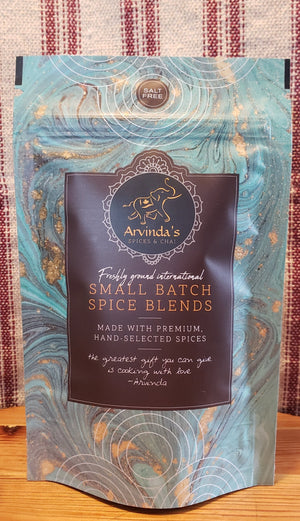 SALT
FREE
Arvinda's
SPICES & CHAI
Freshly ground international
SMALL BATCH
SPICE BLENDS
MADE WITH PREMIUM,
HAND-SELECTED SPICES
the greatest gift you can give
is cooking with love
-Arvinda